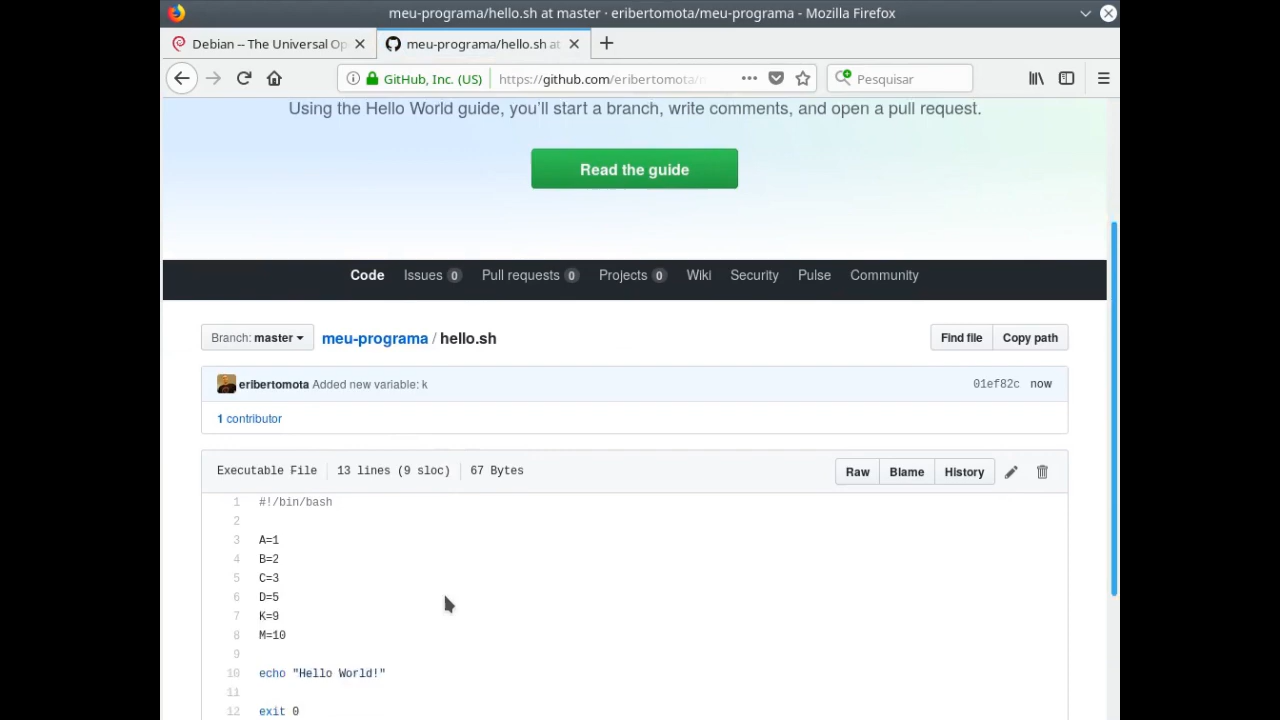 meu-programa/hello.sh at master · eribertomota/meu-programa - Mozilla Firefox
Debian -- The Universal Op
meu-programa/hello.sh at
GitHub, Inc. (US) https://github.com/eribertomota/
Pesquisar
Using the Hello World guide, you’ll start a branch, write comments, and open a pull request.
Read the guide
Code Issues 0 Pull requests 0 Projects 0 Wiki Security Pulse Community
Branch: master meu-programa / hello.sh Find file Copy path
eribertomota Added new variable: k 01ef82c now
1 contributor
Executable File 13 lines (9 sloc) 67 Bytes Raw Blame History
1 #!/bin/bash
2
3 A=1
4 B=2
5 C=3
6 D=5
7 K=9
8 M=10
9
10 echo "Hello World!"
11
12 exit 0